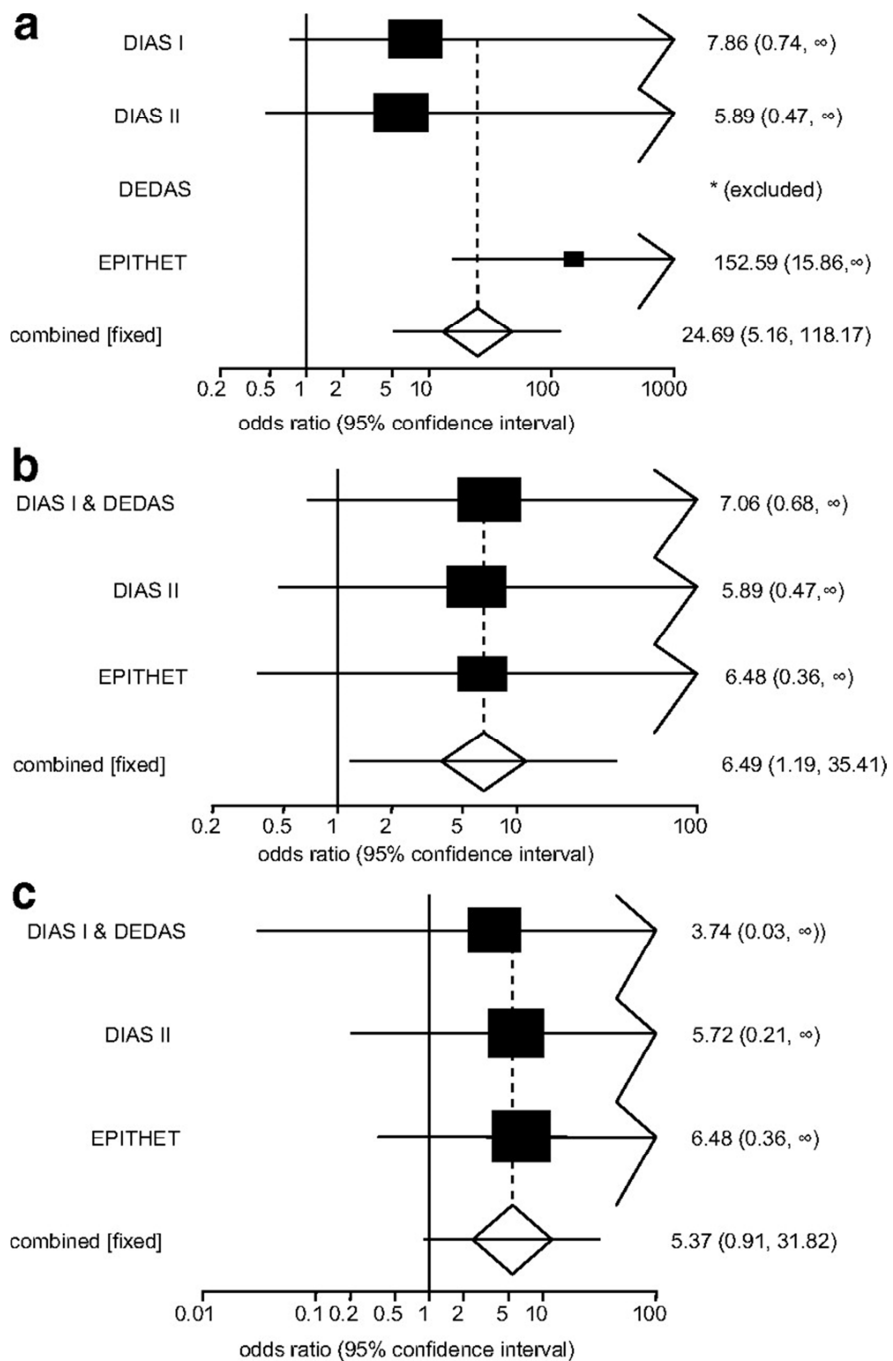 a
DIAS I 7.86 (0.74, ∞)
DIAS II 5.89 (0.47, ∞)
DEDAS * (excluded)
EPITHET 152.59 (15.86,∞)
combined [fixed] 24.69 (5.16, 118.17)
0.2 0.5 1 2 5 10 100 1000
odds ratio (95% confidence interval)
b
DIAS I & DEDAS 7.06 (0.68, ∞)
DIAS II 5.89 (0.47,∞)
EPITHET 6.48 (0.36, ∞)
combined [fixed] 6.49 (1.19, 35.41)
0.2 0.5 1 2 5 10 100
odds ratio (95% confidence interval)
c
DIAS I & DEDAS 3.74 (0.03, ∞))
DIAS II 5.72 (0.21, ∞)
EPITHET 6.48 (0.36, ∞)
combined [fixed] 5.37 (0.91, 31.82)
0.01 0.1 0.2 0.5 1 2 5 10 100
odds ratio (95% confidence interval)